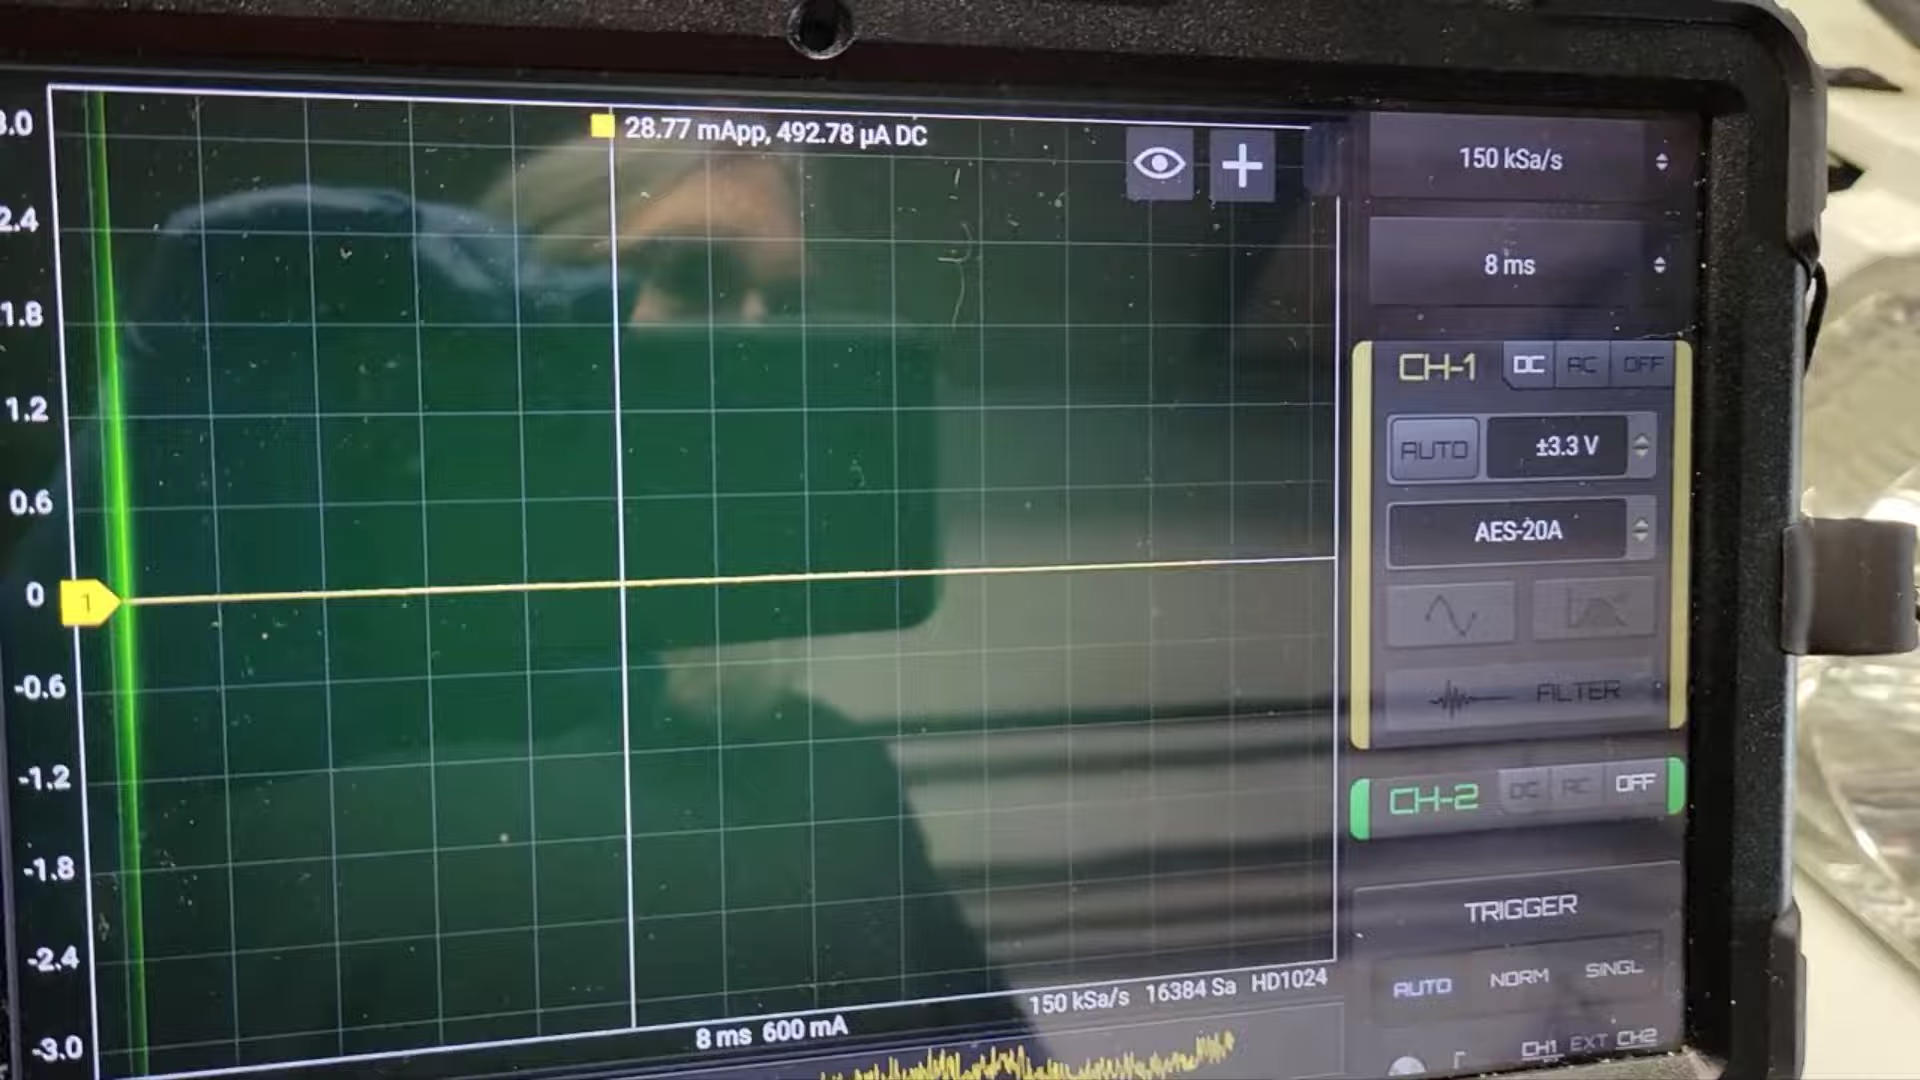 28.77 mApp, 492.78 µA DC
3.0
2.4
1.8
1.2
0.6
0
-0.6
-1.2
-1.8
-2.4
-3.0
1
150 kSa/s 16384 Sa HD1024
8 ms 600 mA
150 kSa/s
8 ms
CH-1 DC AC OFF
AUTO ±3.3 V
AES-20A
FILTER
CH-2 DC AC OFF
TRIGGER
AUTO NORM SINGL
CH1 EXT CH2